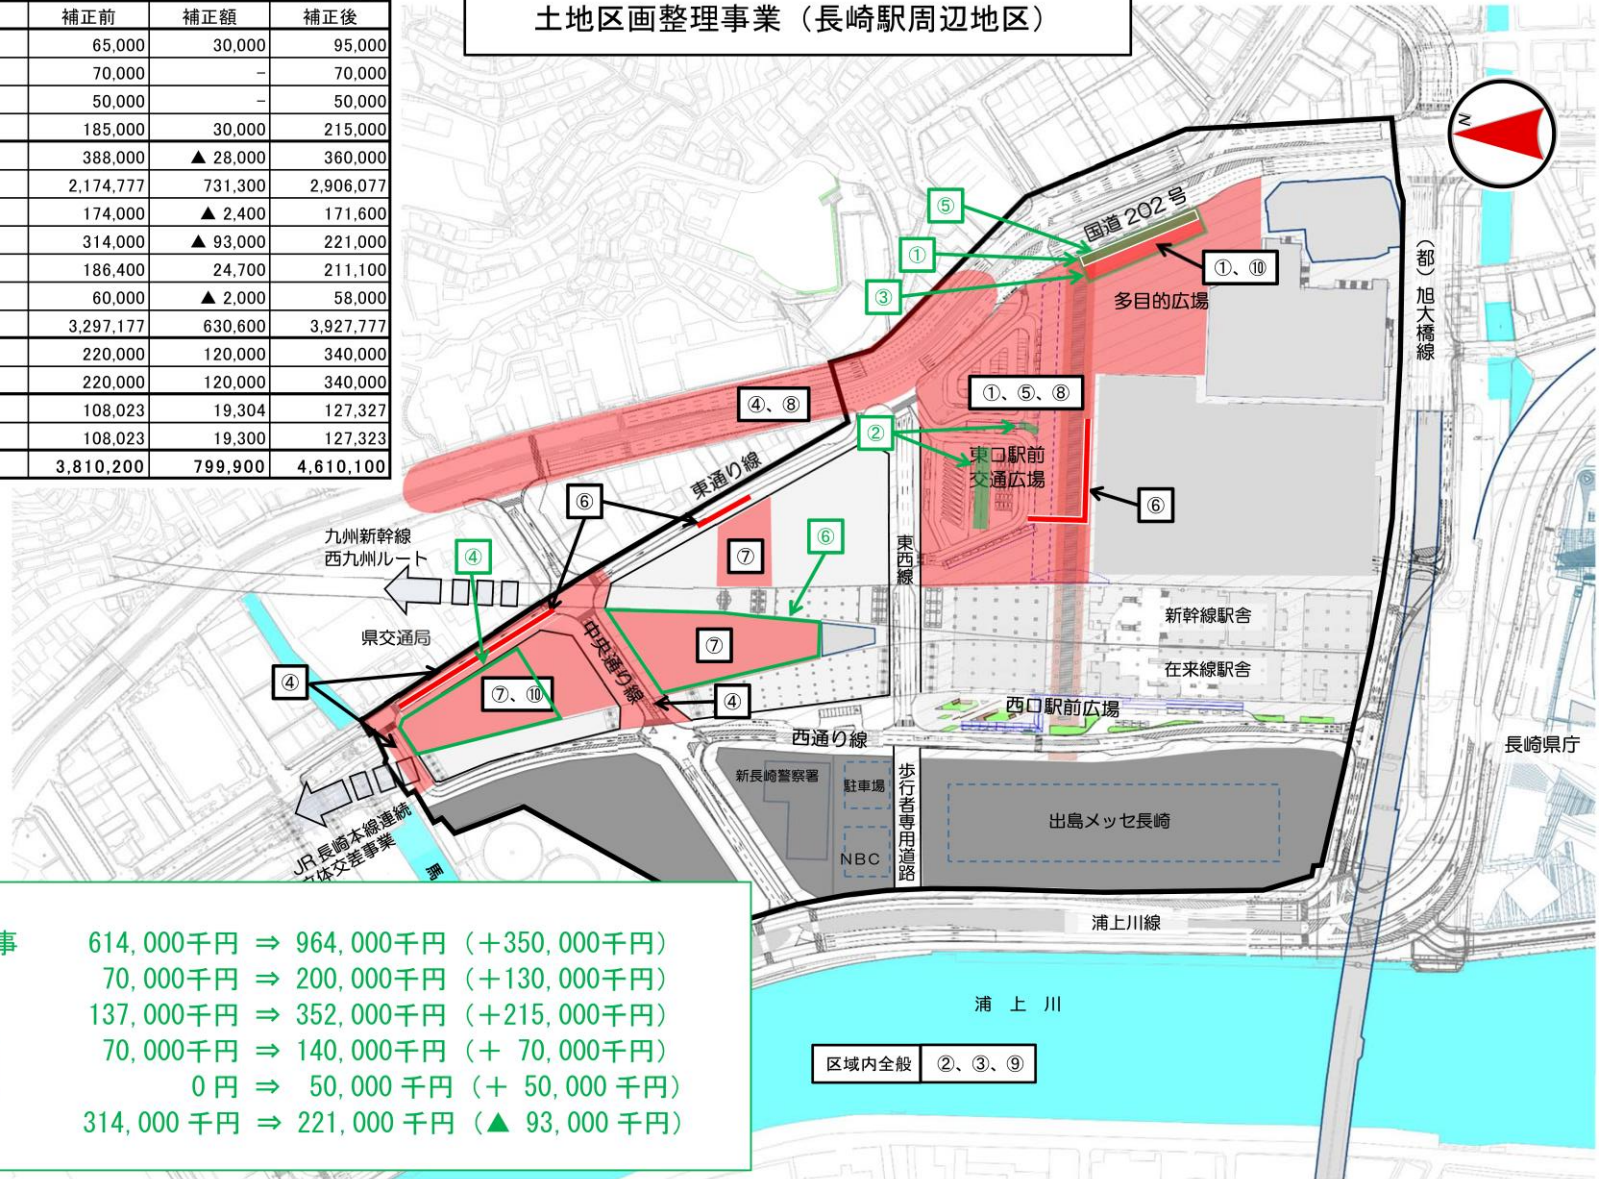 土地区画整理事業（長崎駅周辺地区）
補正前 補正額 補正後
65,000 30,000 95,000
70,000 － 70,000
50,000 － 50,000
185,000 30,000 215,000
388,000 ▲ 28,000 360,000
2,174,777 731,300 2,906,077
174,000 ▲ 2,400 171,600
314,000 ▲ 93,000 221,000
186,400 24,700 211,100
60,000 ▲ 2,000 58,000
3,297,177 630,600 3,927,777
220,000 120,000 340,000
220,000 120,000 340,000
108,023 19,304 127,327
108,023 19,300 127,323
3,810,200 799,900 4,610,100
N
⑤
国道202号
①
①、⑩
③
多目的広場
（都）旭大橋線
④、⑧
①、⑤、⑧
②
東口駅前
交通広場
東通り線
⑥
⑥
九州新幹線
西九州ルート
④
⑦
⑥
東西線
新幹線駅舎
県交通局
中央通り線
⑦
在来線駅舎
④
⑦、⑩
④
西口駅前広場
西通り線
長崎県庁
新長崎警察署
駐車場
歩行者専用道路
出島メッセ長崎
NBC
JR長崎本線連続
立体交差事業
浦上川線
事 614,000千円 ⇒ 964,000千円（＋350,000千円）
70,000千円 ⇒ 200,000千円（＋130,000千円）
137,000千円 ⇒ 352,000千円（＋215,000千円）
70,000千円 ⇒ 140,000千円（＋ 70,000千円）
0 円 ⇒ 50,000 千円（＋ 50,000 千円）
314,000 千円 ⇒ 221,000 千円（▲ 93,000 千円）
浦 上 川
区域内全般 ②、③、⑨